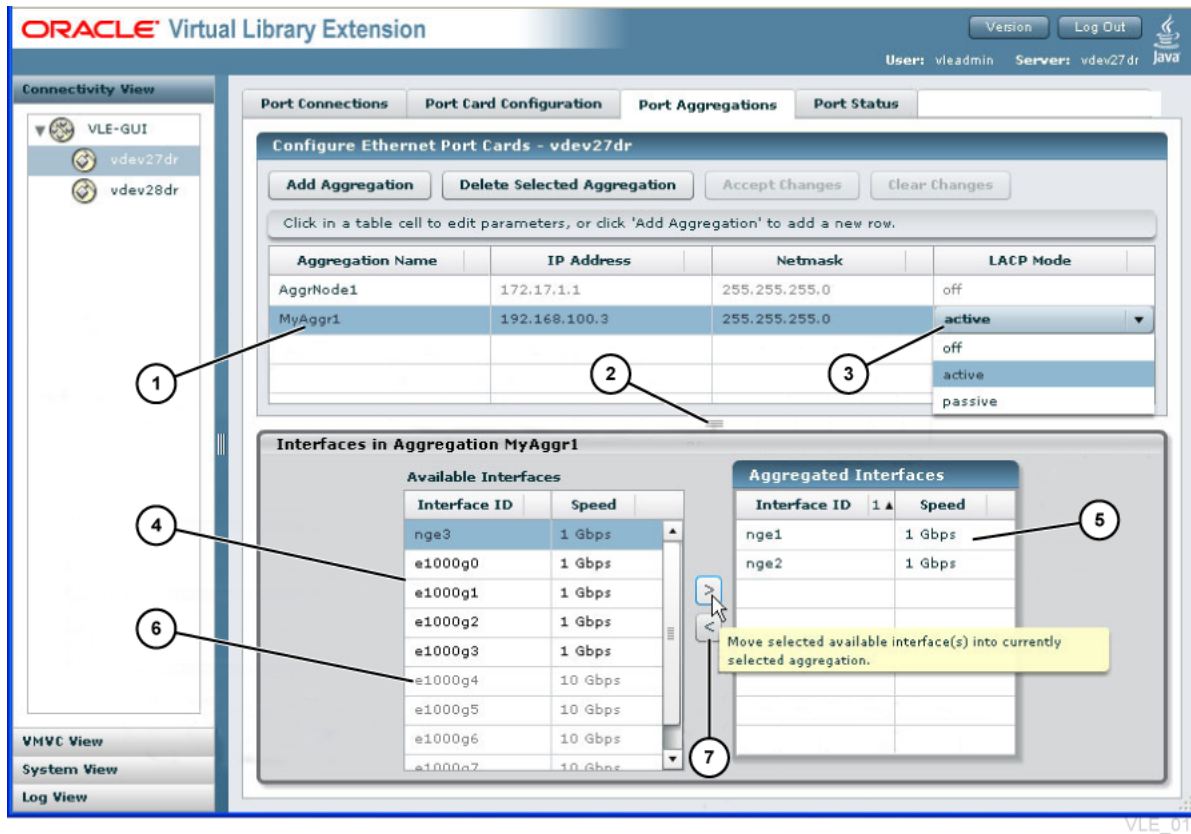 ORACLE Virtual Library Extension
Version Log Out
User: vleadmin Server: vdev27dr Java
Connectivity View
VLE-GUI
vdev27dr
vdev28dr
VMVC View
System View
Log View
Port Connections Port Card Configuration Port Aggregations Port Status
Configure Ethernet Port Cards - vdev27dr
Add Aggregation Delete Selected Aggregation Accept Changes Clear Changes
Click in a table cell to edit parameters, or click 'Add Aggregation' to add a new row.
Aggregation Name IP Address Netmask LACP Mode
AggrNode1 172.17.1.1 255.255.255.0 off
MyAggr1 192.168.100.3 255.255.255.0 active
off
active
passive
1
2
3
Interfaces in Aggregation MyAggr1
Available Interfaces
Interface ID Speed
nge3 1 Gbps
e1000g0 1 Gbps
e1000g1 1 Gbps
e1000g2 1 Gbps
e1000g3 1 Gbps
e1000g4 10 Gbps
e1000g5 10 Gbps
e1000g6 10 Gbps
e1000g7 10 Gbps
4
6
>
<
7
Aggregated Interfaces
Interface ID 1 Speed
nge1 1 Gbps
nge2 1 Gbps
5
Move selected available interface(s) into currently
selected aggregation.
VLE_01